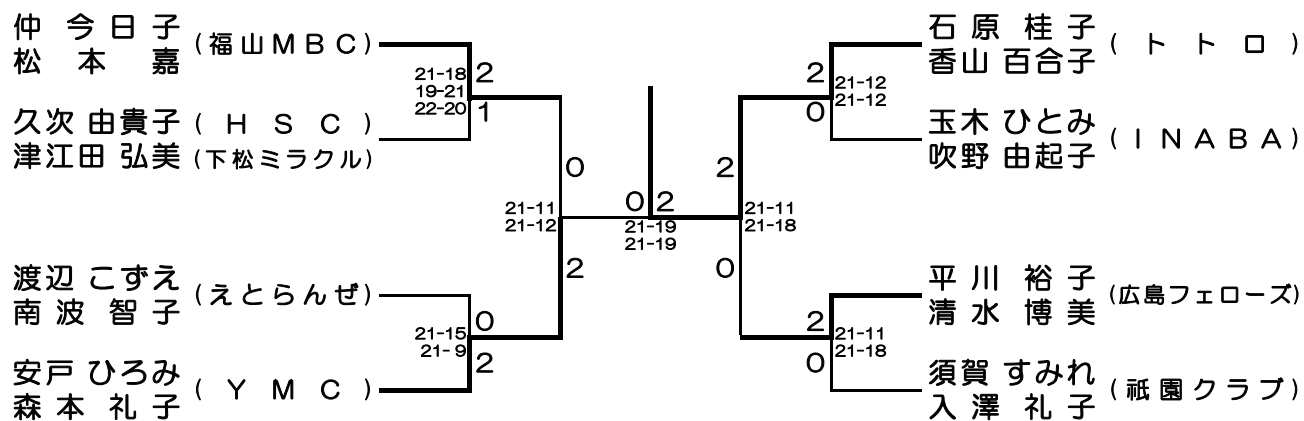 仲 今日子
松本 嘉
(福山MBC)
久次 由貴子
津江田 弘美
(HSC)
(下松ミラクル)
渡辺 こずえ
南波 智子
(えとらんぜ)
安戸 ひろみ
森本 礼子
(YMC)
21-18
19-21
22-20
2
1
21-15
21-9
0
2
21-11
21-12
0
2
0 2
21-19
21-19
2
0
21-11
21-18
2
0
21-12
21-12
2
0
21-11
21-18
石原 桂子
香山 百合子
(トトロ)
玉木 ひとみ
吹野 由起子
(INABA)
平川 裕子
清水 博美
(広島フェローズ)
須賀 すみれ
入澤 礼子
(祇園クラブ)